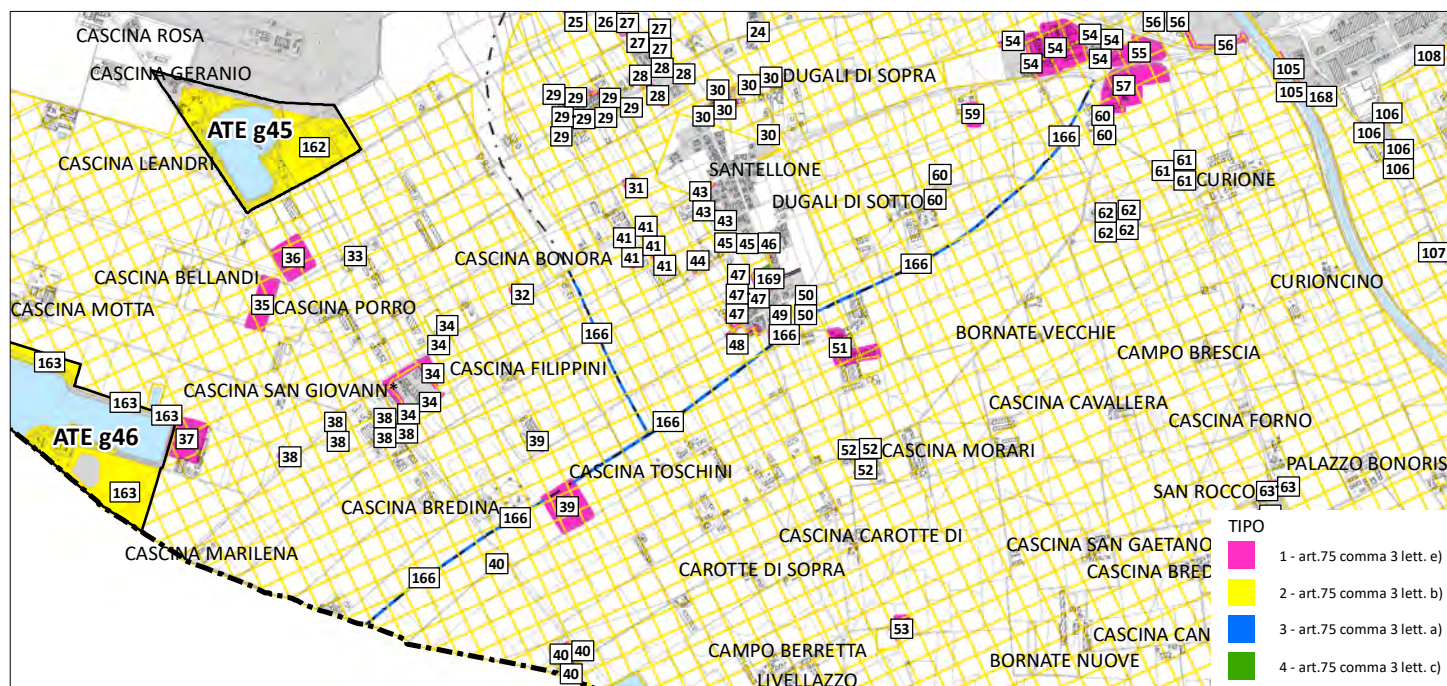 25 26 27 27 24 56 56
CASCINA ROSA
27 27 54 54 54 54 55 56
CASCINA GERANIO
28 28 28 28 30 30 30 DUGALI DI SOPRA 54 54 57 105 108
29 29 29 29 29 29 29 29 30 30 59 105 168
ATE g45
162 30 166 60 60 106 106
CASCINA LEANDRI
SANTELLONE 60 61 61 61 CURIONE 106 106
31 43 43 DUGALI DI SOTTO 60 62 62 62 62
41 41 41 41 41 43 45 45 46 44
36 33 CASCINA BONORA 166 107
CASCINA BELLANDI
47 169 CURIONCINO
35 CASCINA PORRO 32 47 47 50
CASCINA MOTTA
47 49 50
34 34 166 48 166 51 BORNATE VECCHIE
163 CAMPO BRESCIA
34 CASCINA FILIPPINI
CASCINA SAN GIOVANN*
163 163 34 34 CASCINA CAVALLERA
CASCINA FORNO
38 38 38 38 38 166
ATE g46
37 39 52 52 CASCINA MORARI
38 52 PALAZZO BONORIS
CASCINA TOSCHINI
163 SAN ROCCO 63 63
CASCINA BREDINA 166 39
CASCINA CAROTTE DI
CASCINA MARILENA CASCINA SAN GAETANO
40 CAROTTE DI SOPRA CASCINA BRED
166
53 CASCINA CAN
40 40 CAMPO BERRETTA
BORNATE NUOVE
40 LIVELLAZZO
TIPO
1 - art.75 comma 3 lett. e)
2 - art.75 comma 3 lett. b)
3 - art.75 comma 3 lett. a)
4 - art.75 comma 3 lett. c)